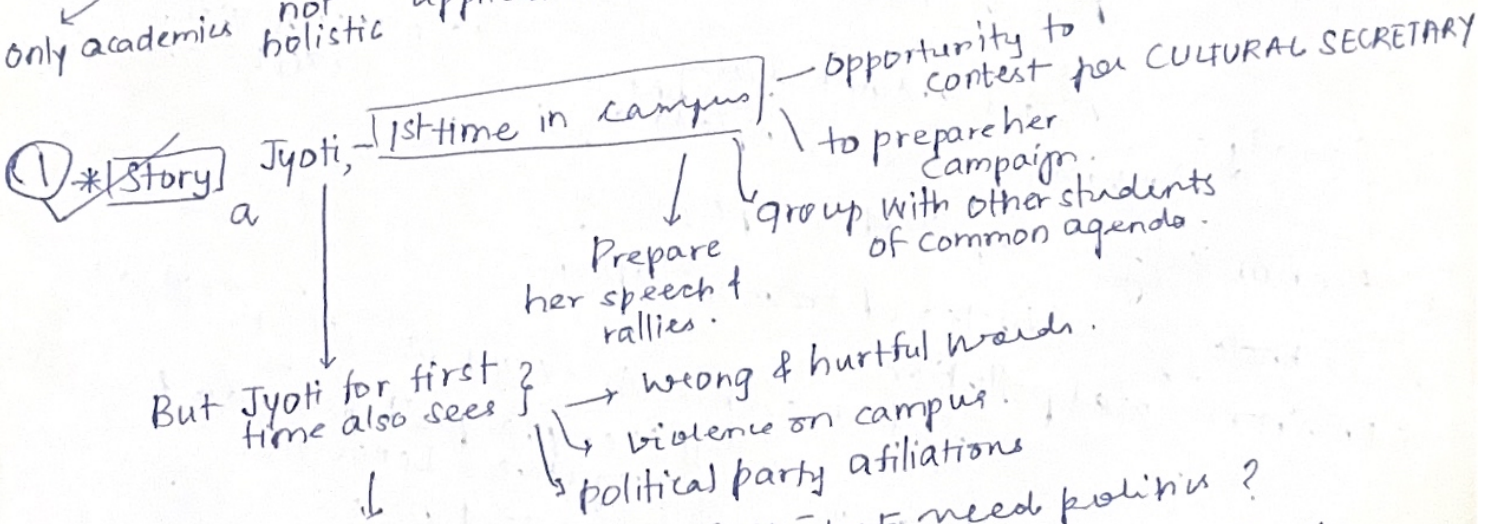 not
only academics holistic
opportunity to
contest for CULTURAL SECRETARY
① * Story Jyoti, 1st time in campus
a
to prepare her
campaign.
group with other students
of common agenda.
Prepare
her speech &
rallies.
But Jyoti for first
time also sees
wrong & hurtful words.
violence on campus.
political party afiliations
need politics ?